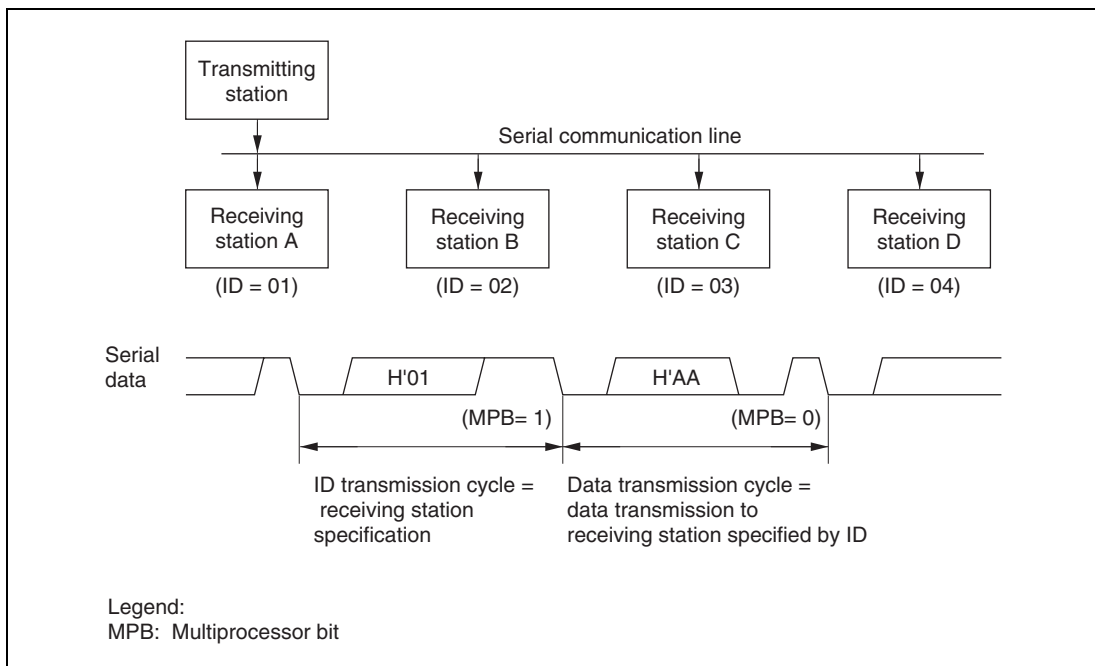 Transmitting
station
Serial communication line
Receiving
station A
Receiving
station B
Receiving
station C
Receiving
station D
(ID = 01)
(ID = 02)
(ID = 03)
(ID = 04)
Serial
data
H'01
H'AA
(MPB= 1)
(MPB= 0)
ID transmission cycle =
receiving station
specification
Data transmission cycle =
data transmission to
receiving station specified by ID
Legend:
MPB: Multiprocessor bit